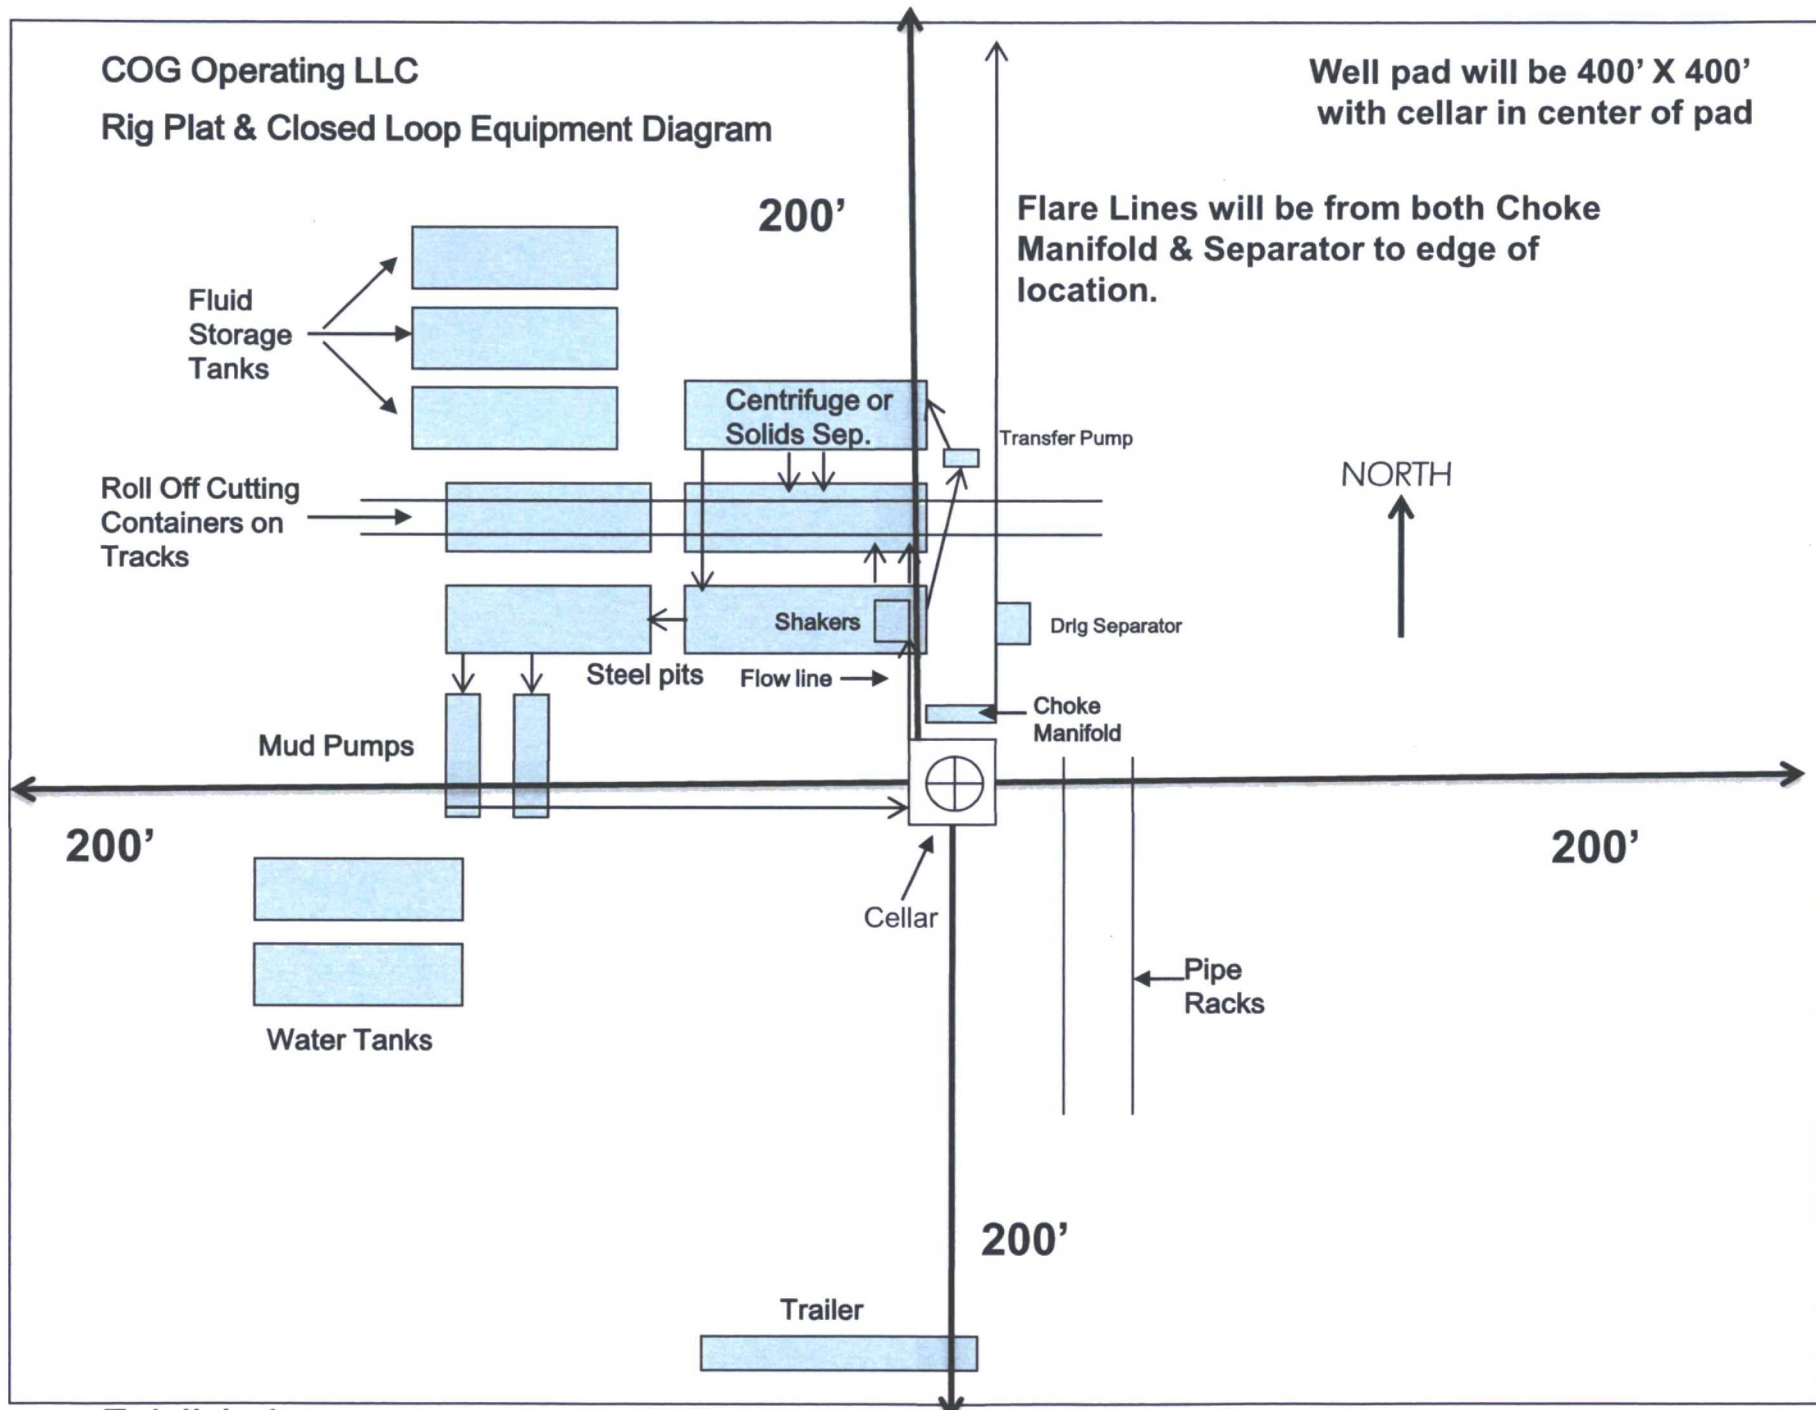 COG Operating LLC
Rig Plat & Closed Loop Equipment Diagram
Well pad will be 400' X 400'
with cellar in center of pad
200'
Flare Lines will be from both Choke
Manifold & Separator to edge of
location.
Fluid
Storage
Tanks
Centrifuge or
Solids Sep.
Transfer Pump
NORTH
Roll Off Cutting
Containers on
Tracks
Shakers
Drlg Separator
Steel pits
Flow line
Choke
Manifold
Mud Pumps
200'
200'
Cellar
Pipe
Racks
Water Tanks
200'
Trailer